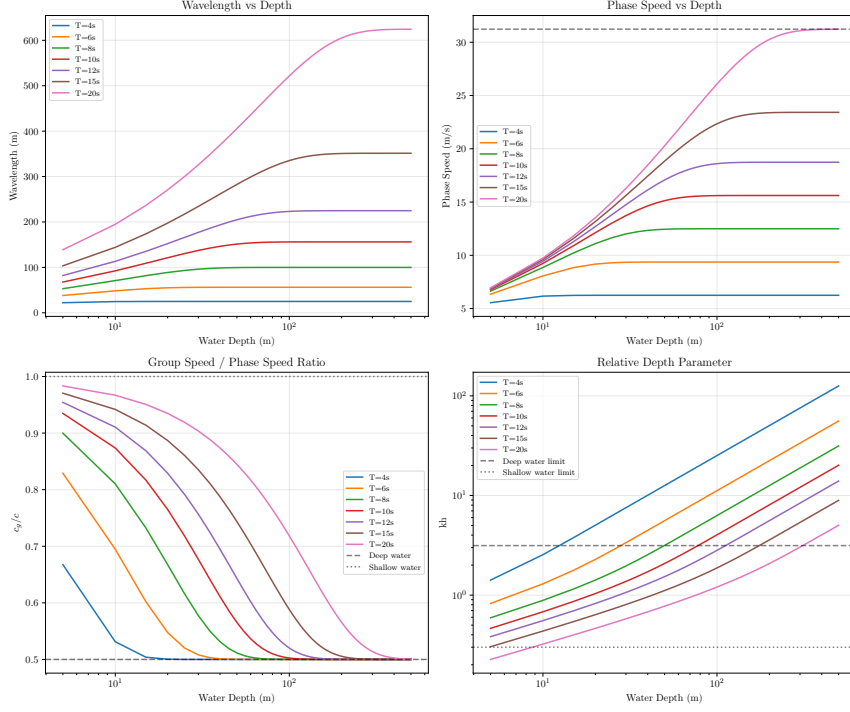 Wavelength vs Depth
Wavelength (m)
600
500
400
300
200
100
0
T=4s
T=6s
T=8s
T=10s
T=12s
T=15s
T=20s
10¹
10²
Water Depth (m)
Phase Speed vs Depth
Phase Speed (m/s)
30
25
20
15
10
5
T=4s
T=6s
T=8s
T=10s
T=12s
T=15s
T=20s
10¹
10²
Water Depth (m)
Group Speed / Phase Speed Ratio
c_g/c
1.0
0.9
0.8
0.7
0.6
0.5
T=4s
T=6s
T=8s
T=10s
T=12s
T=15s
T=20s
Deep water
Shallow water
10¹
10²
Water Depth (m)
Relative Depth Parameter
kh
10²
10¹
10⁰
T=4s
T=6s
T=8s
T=10s
T=12s
T=15s
T=20s
Deep water limit
Shallow water limit
10¹
10²
Water Depth (m)